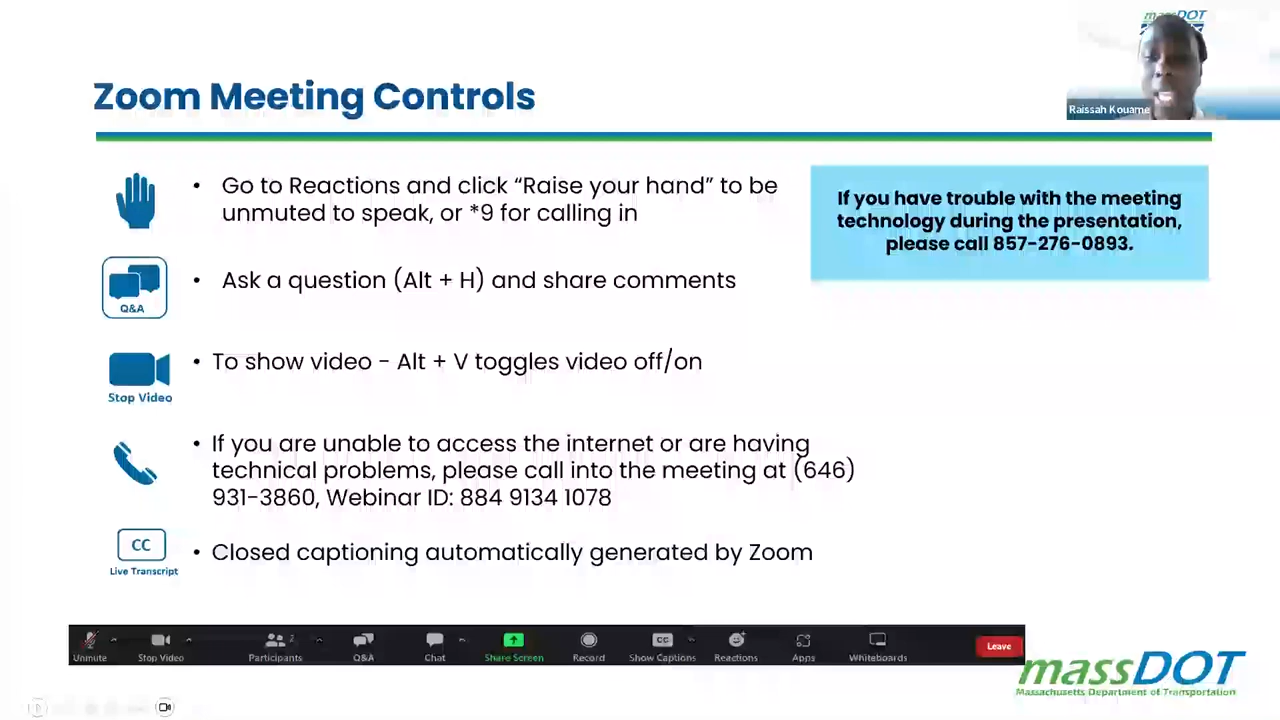 massDOT
Raissah Kouame
Zoom Meeting Controls
• Go to Reactions and click “Raise your hand” to be
unmuted to speak, or *9 for calling in
If you have trouble with the meeting
technology during the presentation,
please call 857-276-0893.
Q&A
• Ask a question (Alt + H) and share comments
Stop Video
• To show video - Alt + V toggles video off/on
• If you are unable to access the internet or are having
technical problems, please call into the meeting at (646)
931-3860, Webinar ID: 884 9134 1078
CC
Live Transcript
• Closed captioning automatically generated by Zoom
Unmute Stop Video Participants 2 Q&A Chat Share Screen Record CC Show Captions Reactions Apps Whiteboards Leave
massDOT
Massachusetts Department of Transportation